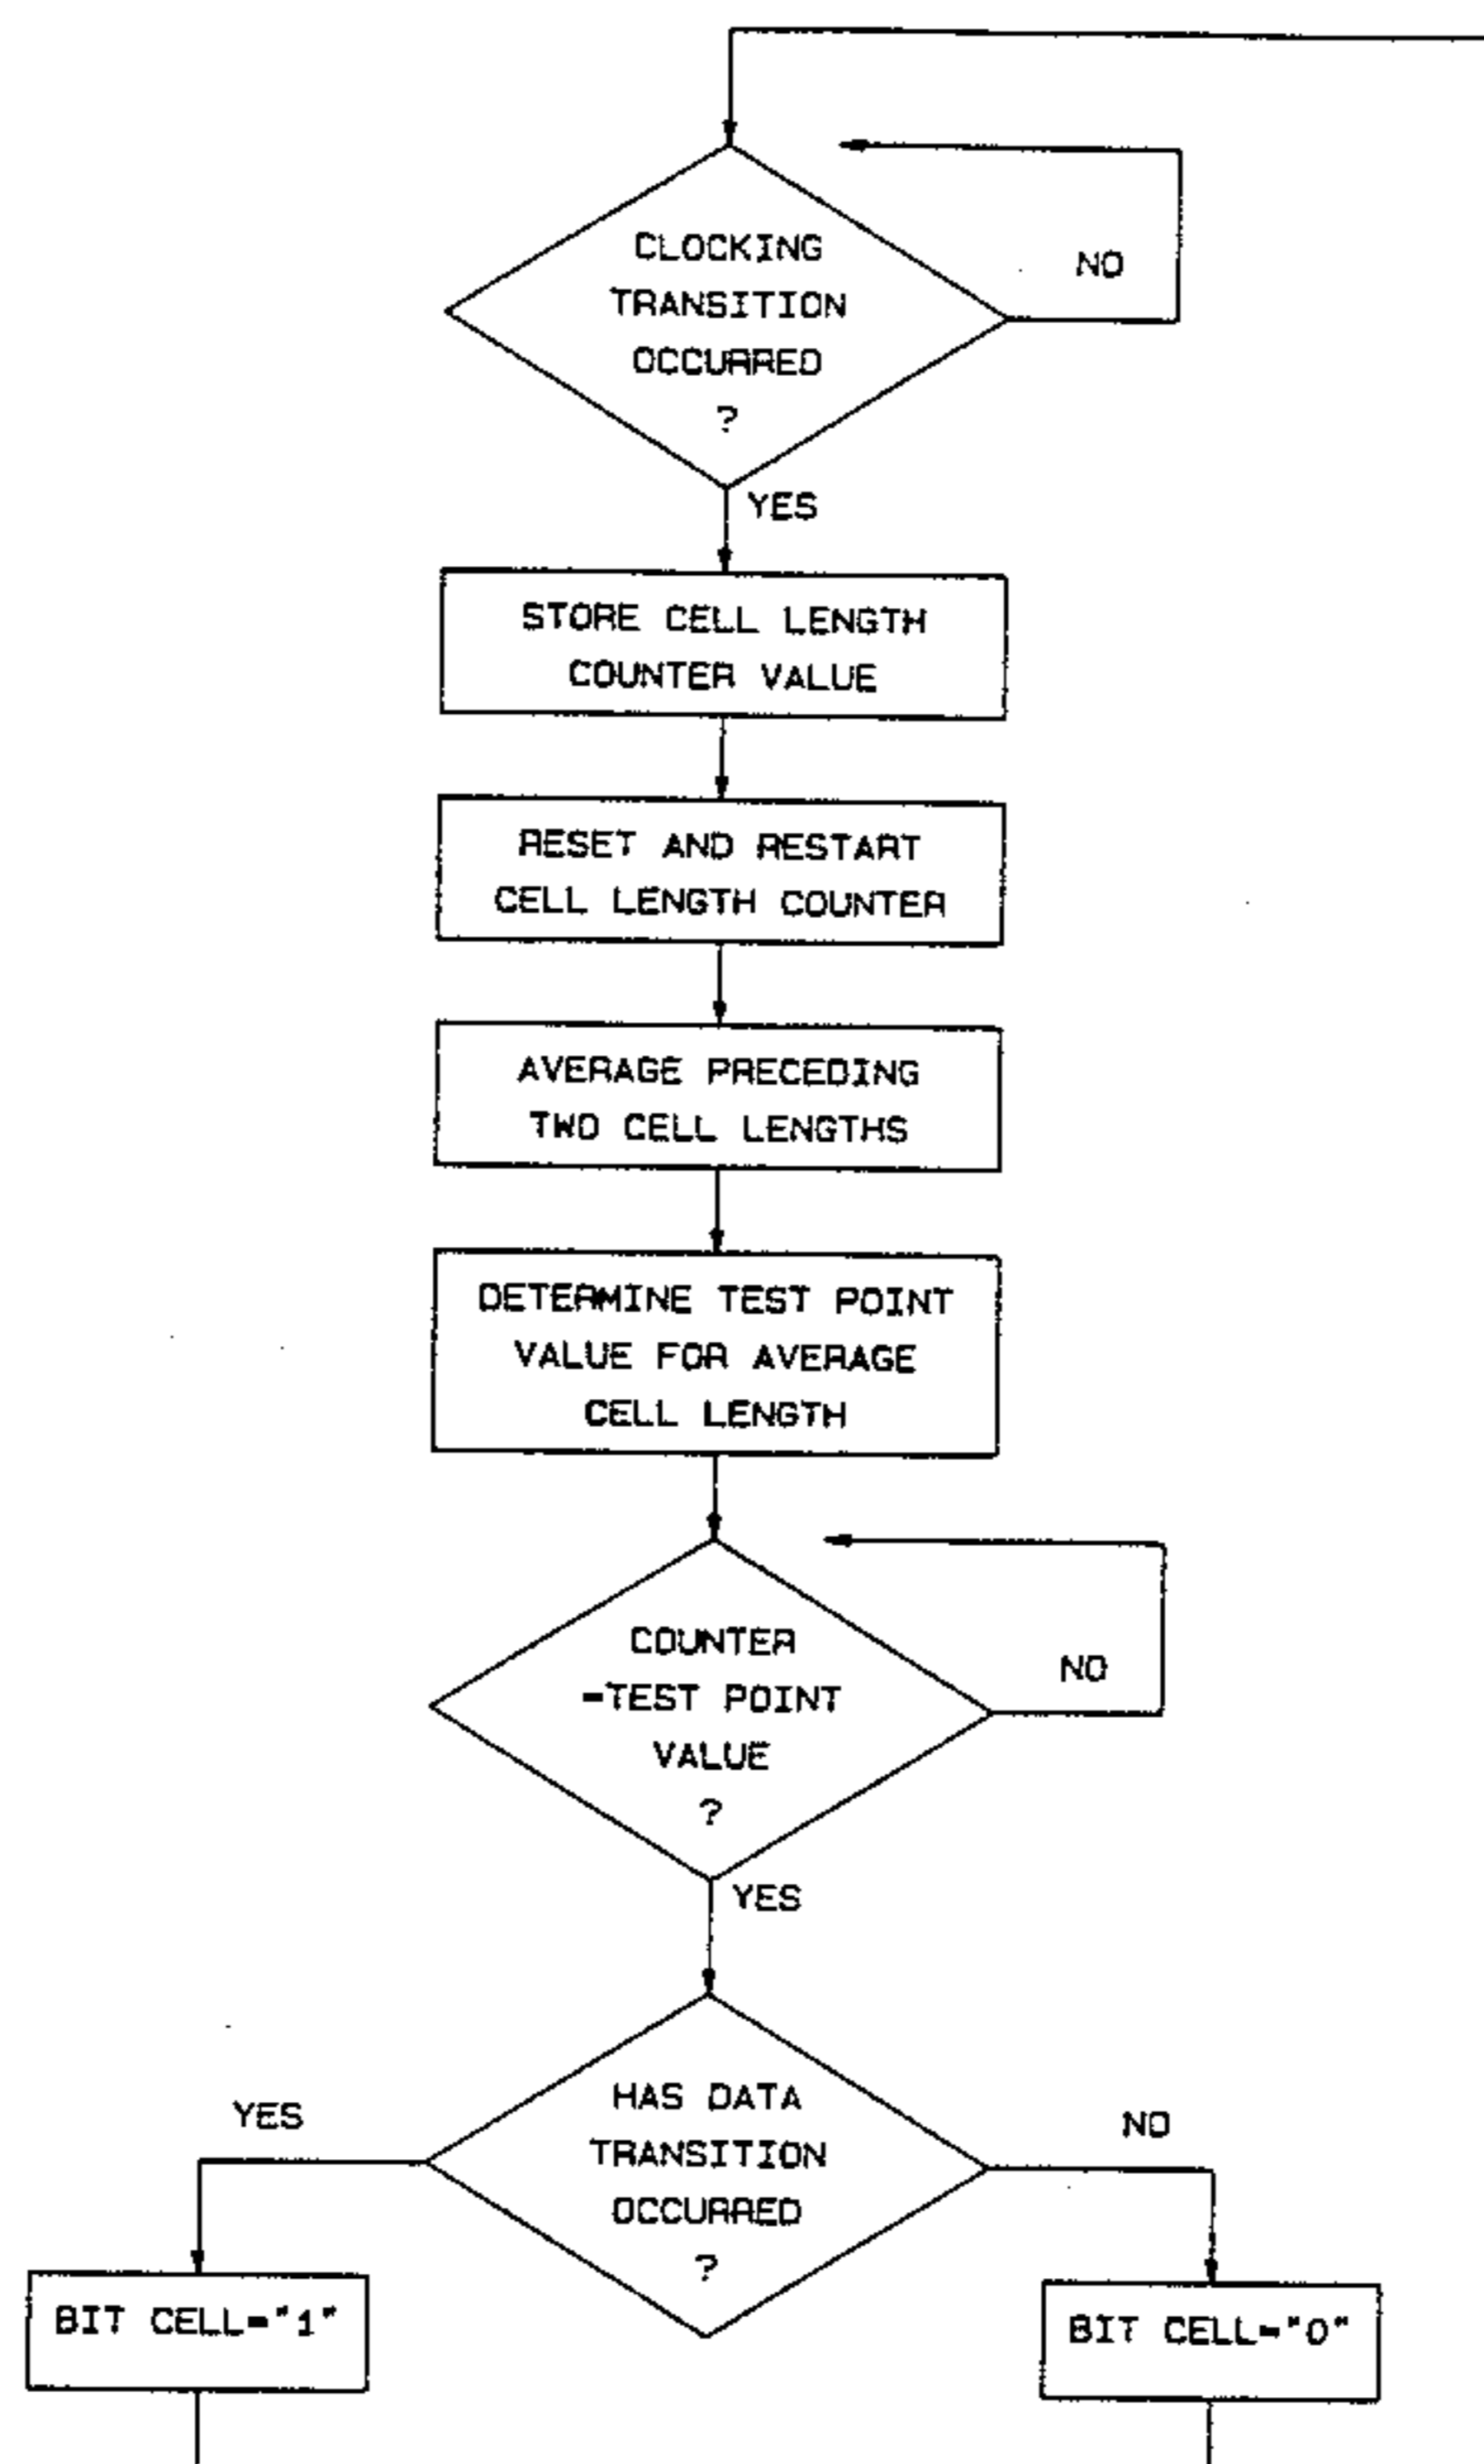 CLOCKING
TRANSITION
OCCURRED
?
NO
YES
STORE CELL LENGTH
COUNTER VALUE
RESET AND RESTART
CELL LENGTH COUNTER
AVERAGE PRECEDING
TWO CELL LENGTHS
DETERMINE TEST POINT
VALUE FOR AVERAGE
CELL LENGTH
COUNTER
=TEST POINT
VALUE
?
NO
YES
HAS DATA
TRANSITION
OCCURRED
?
YES
NO
BIT CELL="1"
BIT CELL="0"